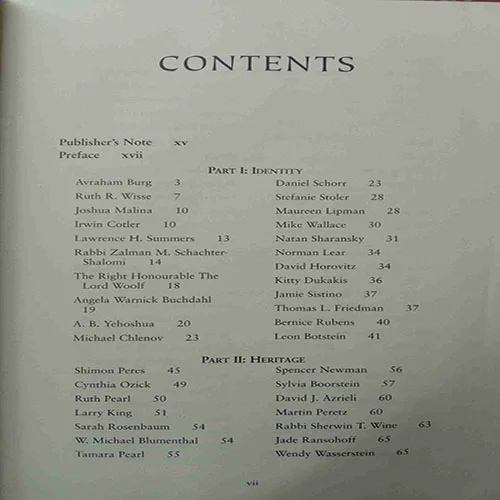 CONTENTS
Publisher's Note xv
Preface xvii
PART I: IDENTITY
Avraham Burg 3
Ruth R. Wisse 7
Joshua Malina 10
Irwin Cotler 10
Lawrence H. Summers 13
Rabbi Zalman M. Schachter-
Shalomi 14
The Right Honourable The
Lord Woolf 18
Angela Warnick Buchdahl
19
A. B. Yehoshua 20
Michael Chlenov 23
Daniel Schorr 23
Stefanie Stoler 28
Maureen Lipman 28
Mike Wallace 30
Natan Sharansky 31
Norman Lear 34
David Horovitz 34
Kitty Dukakis 36
Jamie Sistino 37
Thomas L. Friedman 37
Bernice Rubens 40
Leon Botstein 41
PART II: HERITAGE
Shimon Peres 45
Cynthia Ozick 49
Ruth Pearl 50
Larry King 51
Sarah Rosenbaum 54
W. Michael Blumenthal 54
Tamara Pearl 55
Spencer Newman 56
Sylvia Boorstein 57
David J. Azrieli 60
Martin Peretz 60
Rabbi Sherwin T. Wine 63
Jade Ransohoff 65
Wendy Wasserstein 65
vii